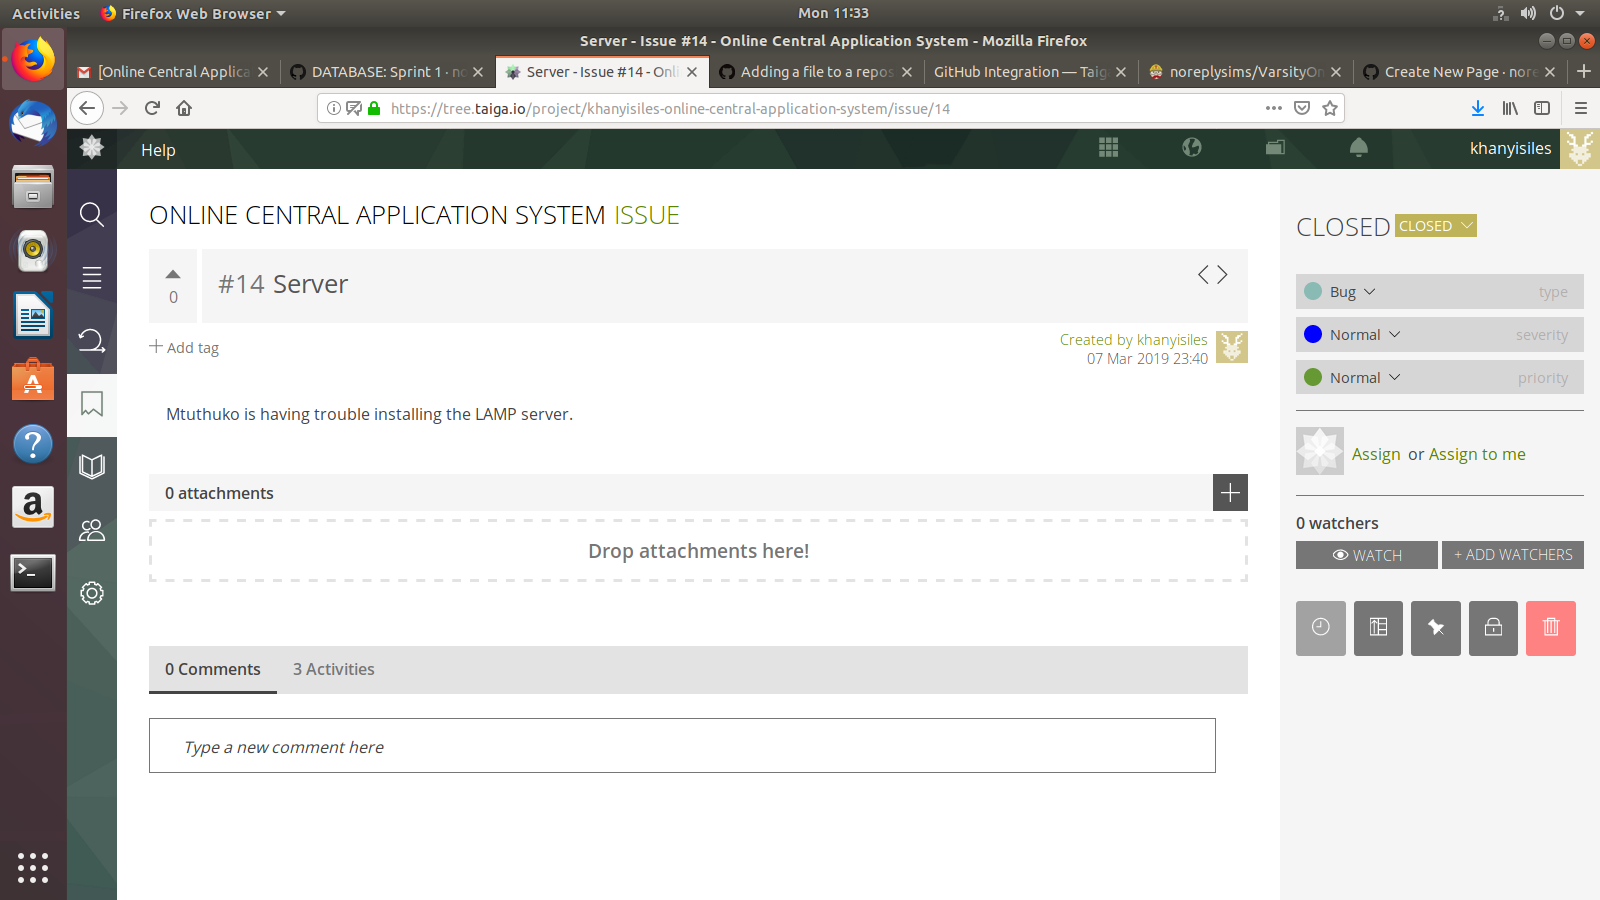 Activities
Firefox Web Browser
Mon 11:33
Server - Issue #14 - Online Central Application System - Mozilla Firefox
[Online Central Applica
DATABASE: Sprint 1 · no
Server - Issue #14 - Onli
Adding a file to a repos
GitHub Integration — Taig
noreplysims/VarsityOn
Create New Page · nore
https://tree.taiga.io/project/khanyisiles-online-central-application-system/issue/14
Help
khanyisiles
ONLINE CENTRAL APPLICATION SYSTEM ISSUE
0
#14 Server
Add tag
Created by khanyisiles
07 Mar 2019 23:40
Mtuthuko is having trouble installing the LAMP server.
0 attachments
Drop attachments here!
0 Comments
3 Activities
Type a new comment here
CLOSED CLOSED
Bug type
Normal severity
Normal priority
Assign or Assign to me
0 watchers
WATCH
+ ADD WATCHERS